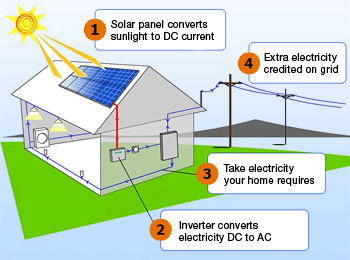 1
Solar panel converts
sunlight to DC current
4
Extra electricity
credited on grid
3
Take electricity
your home requires
2
Inverter converts
electricity DC to AC